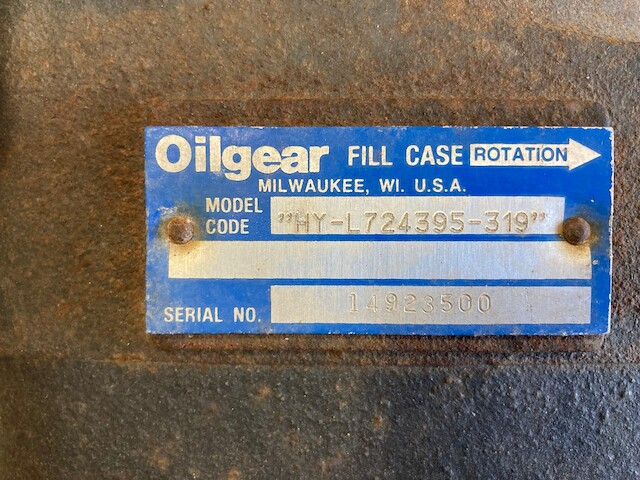 Oilgear FILL CASE ROTATION
MILWAUKEE, WI. U.S.A.
MODEL
CODE "HY-L724395-319"
SERIAL NO. 14923500